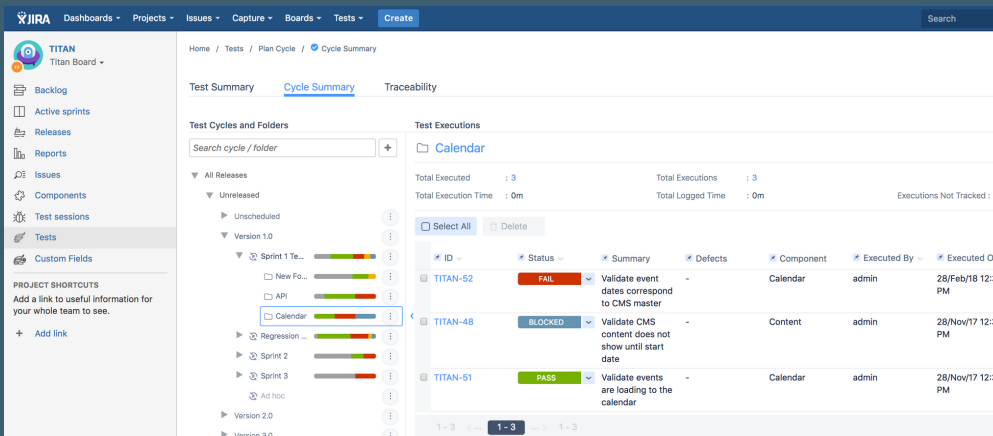 JIRA Dashboards Projects Issues Capture Boards Tests Create Search
TITAN
Titan Board
Backlog
Active sprints
Releases
Reports
Issues
Components
Test sessions
Tests
Custom Fields
PROJECT SHORTCUTS
Add a link to useful information for
your whole team to see.
+ Add link
Home / Tests / Plan Cycle / Cycle Summary
Test Summary Cycle Summary Traceability
Test Cycles and Folders
Search cycle / folder +
All Releases
Unreleased
Unscheduled
Version 1.0
Sprint 1 Te...
New Fo...
API
Calendar
Regression ...
Sprint 2
Sprint 3
Ad hoc
Version 2.0
Version 3.0
Test Executions
Calendar
Total Executed : 3 Total Executions : 3
Total Execution Time : 0m Total Logged Time : 0m Executions Not Tracked :
Select All Delete
ID Status Summary Defects Component Executed By Executed O
TITAN-52 FAIL Validate event - Calendar admin 28/Feb/18 12:
dates correspond PM
to CMS master
TITAN-48 BLOCKED Validate CMS - Content admin 28/Nov/17 12:
content does not PM
show until start
date
TITAN-51 PASS Validate events - Calendar admin 28/Nov/17 12:
are loading to the PM
calendar
1 - 3 < ... 1 - 3 ... > 1 - 3